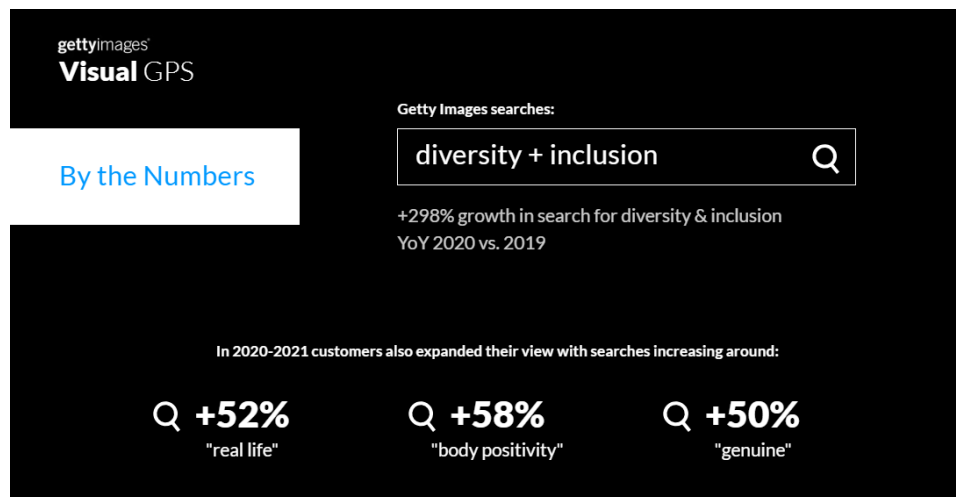 gettyimages®
Visual GPS
By the Numbers
Getty Images searches:
diversity + inclusion
+298% growth in search for diversity & inclusion
YoY 2020 vs. 2019
In 2020-2021 customers also expanded their view with searches increasing around:
+52%
"real life"
+58%
"body positivity"
+50%
"genuine"